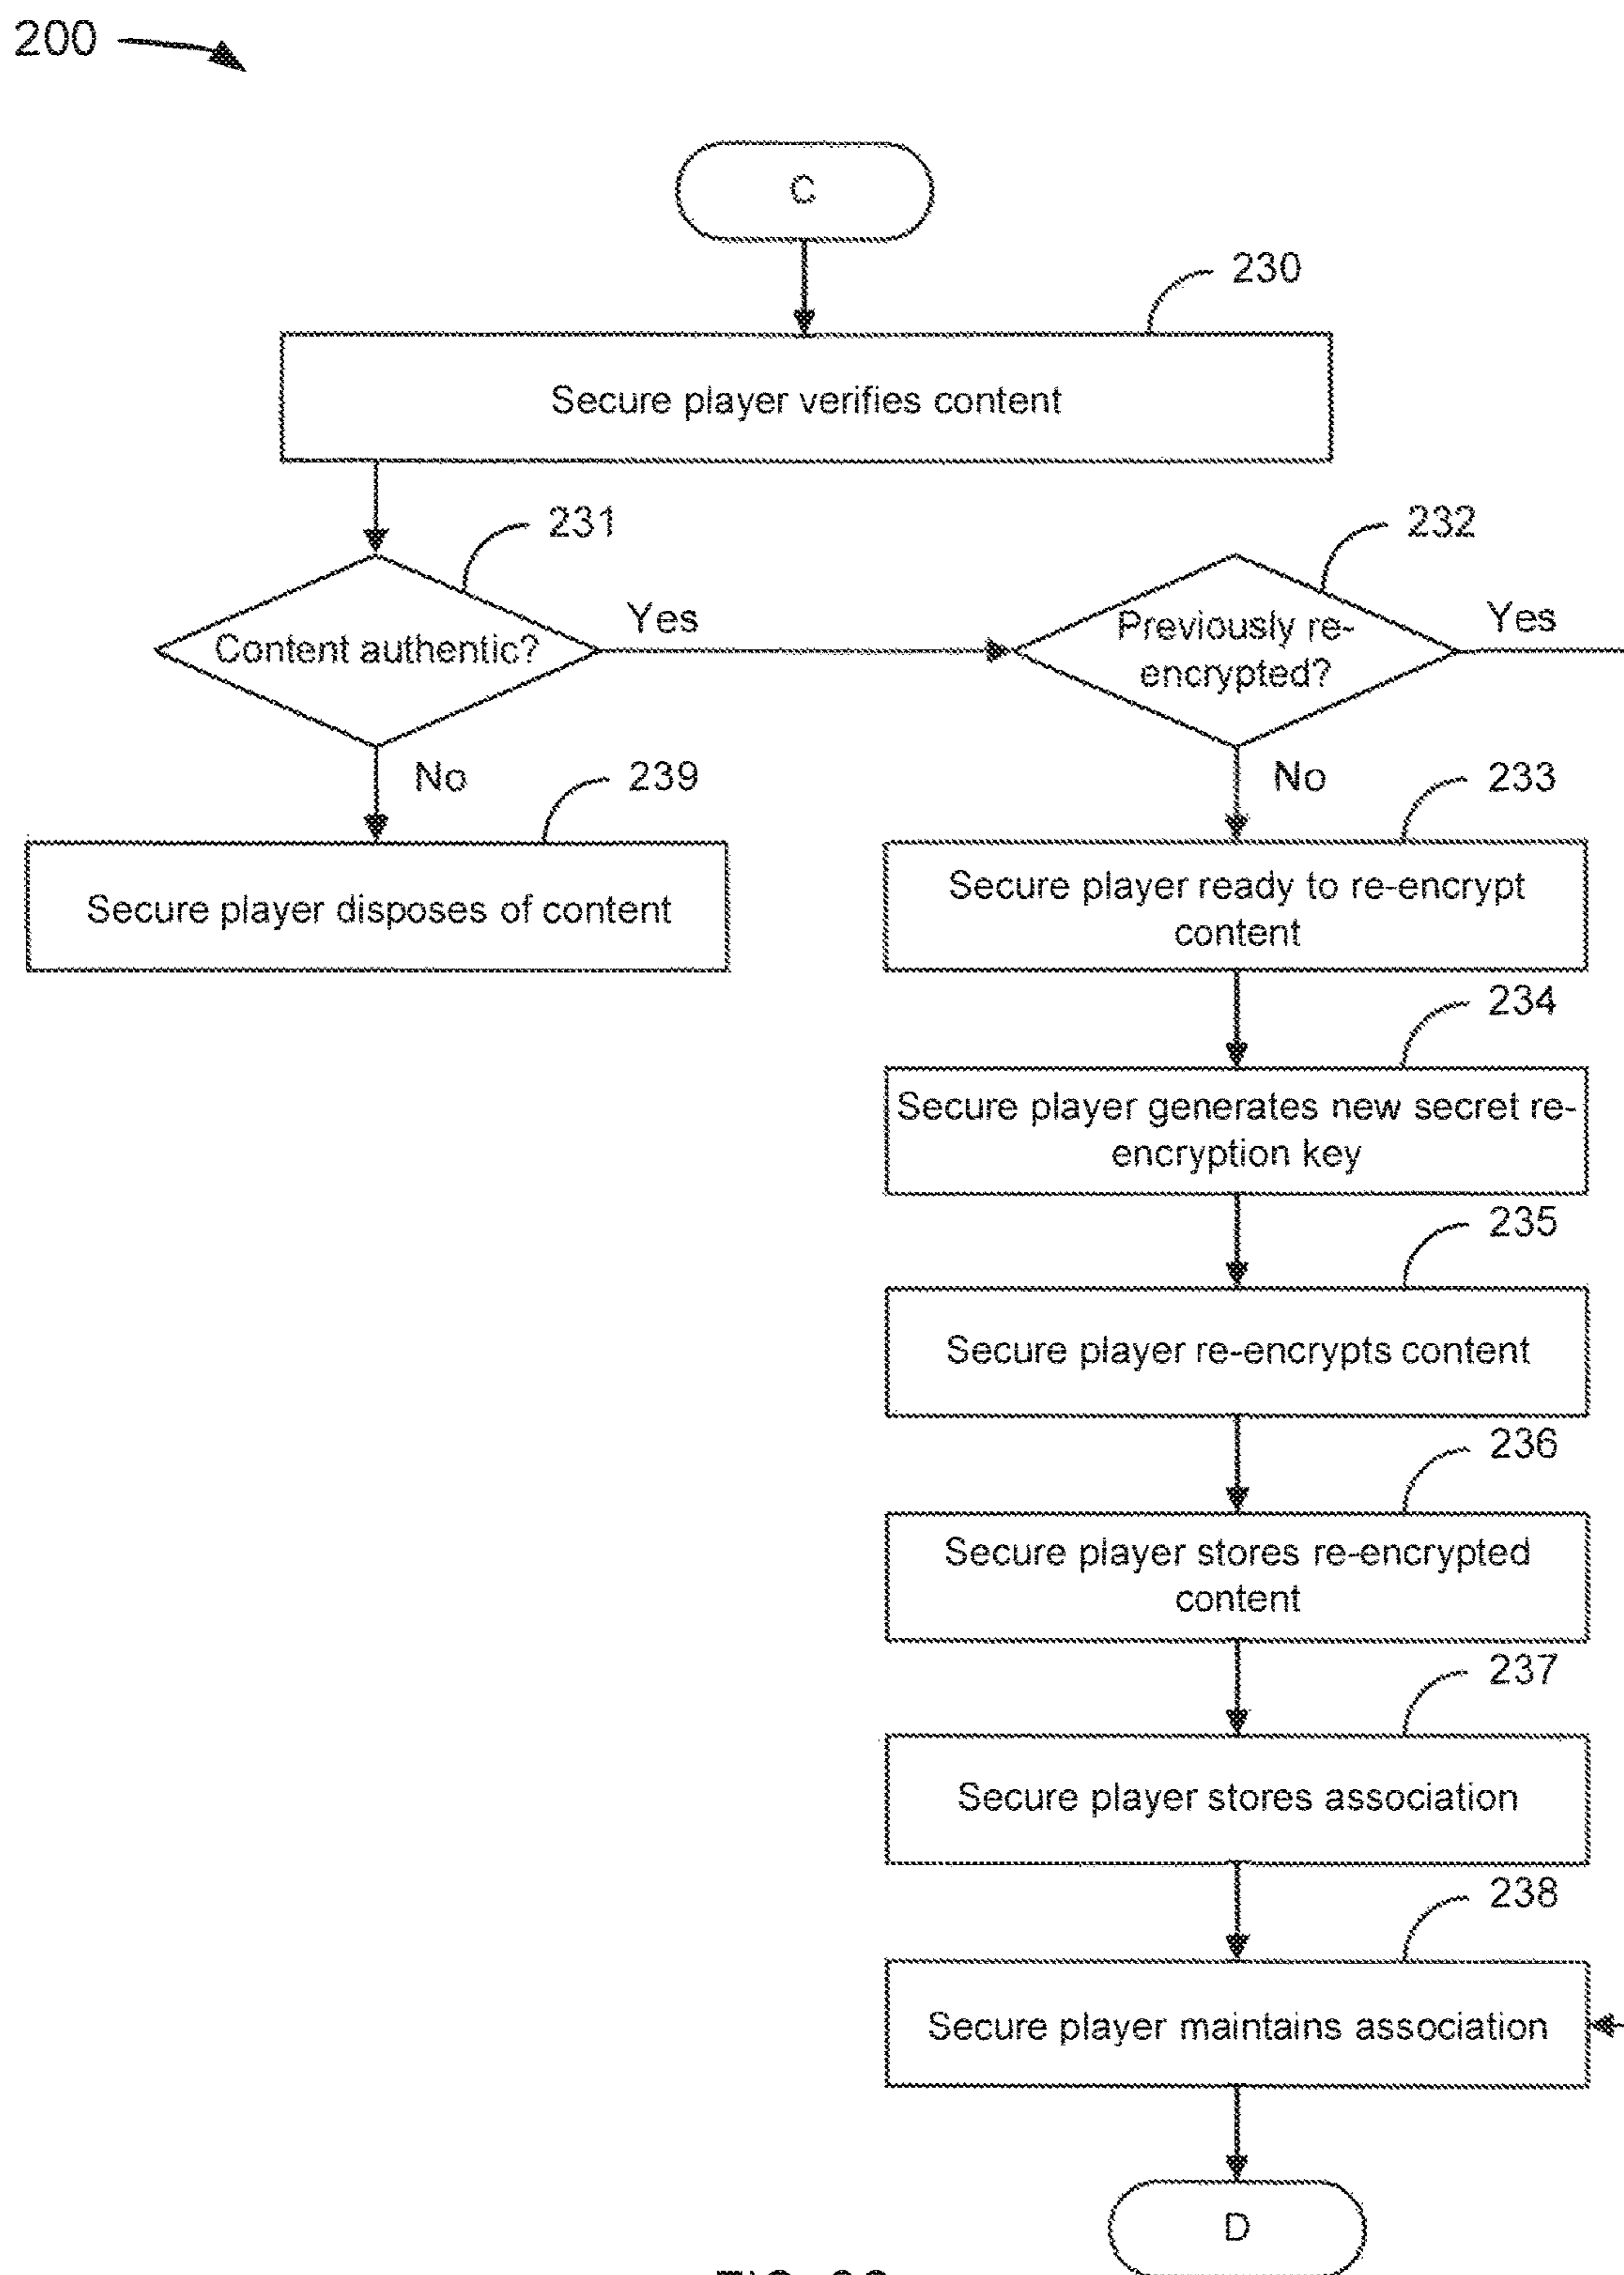 200
C
230
Secure player verifies content
231
232
Content authentic?
Yes
Previously re-
encrypted?
Yes
No
239
No
233
Secure player disposes of content
Secure player ready to re-encrypt
content
234
Secure player generates new secret re-
encryption key
235
Secure player re-encrypts content
236
Secure player stores re-encrypted
content
237
Secure player stores association
238
Secure player maintains association
D